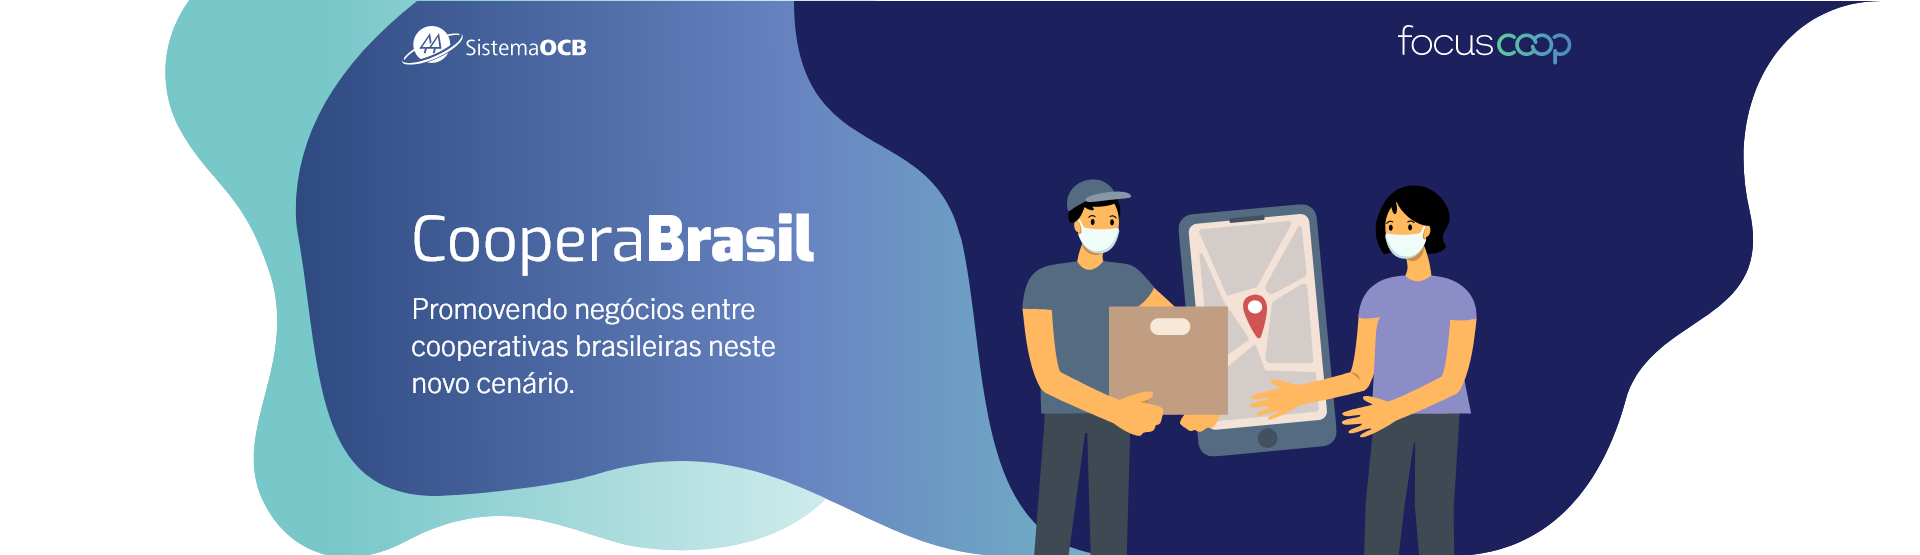 SistemaOCB
focuscoop
CooperaBrasil
Promovendo negócios entre
cooperativas brasileiras neste
novo cenário.